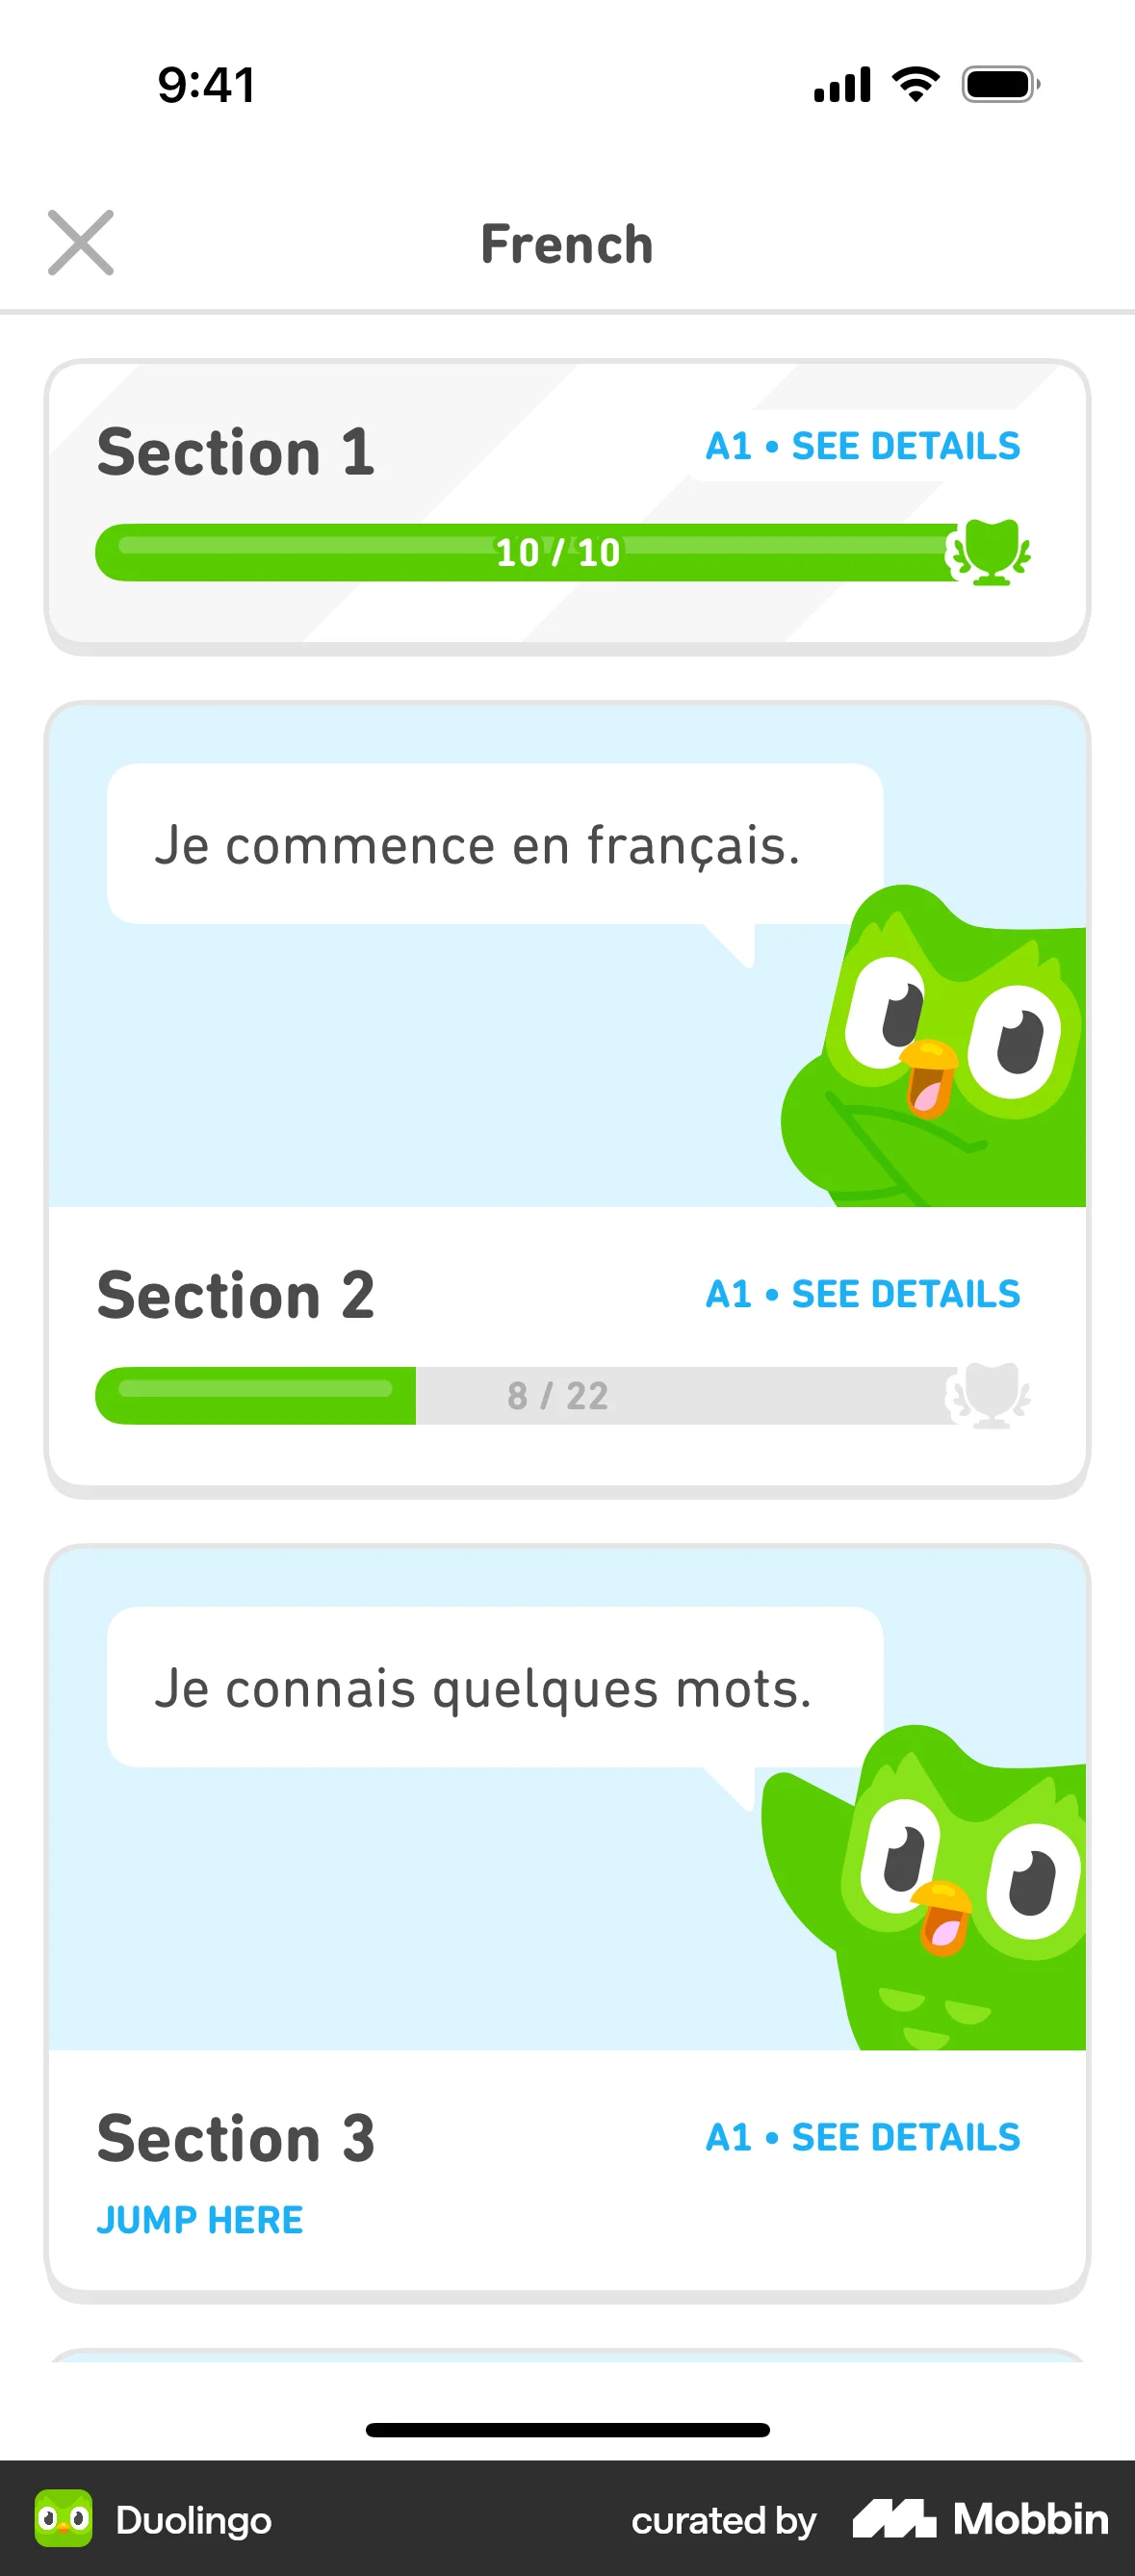 9:41
French
Section 1
A1 • SEE DETAILS
10 / 10
Je commence en français.
Section 2
A1 • SEE DETAILS
8 / 22
Je connais quelques mots.
Section 3
A1 • SEE DETAILS
JUMP HERE
Duolingo
curated by Mobbin